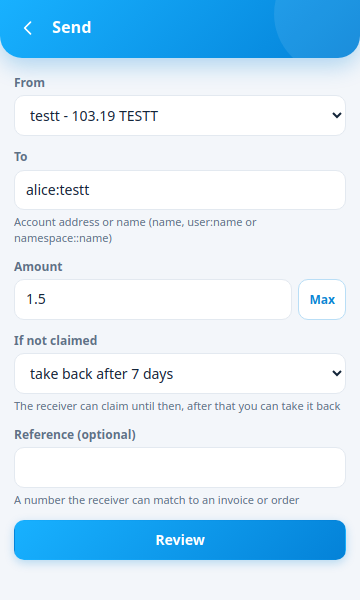 Send
From
testt - 103.19 TESTT
To
alice:testt
Account address or name (name, user:name or
namespace::name)
Amount
1.5
Max
If not claimed
take back after 7 days
The receiver can claim until then, after that you can take it back
Reference (optional)
A number the receiver can match to an invoice or order
Review